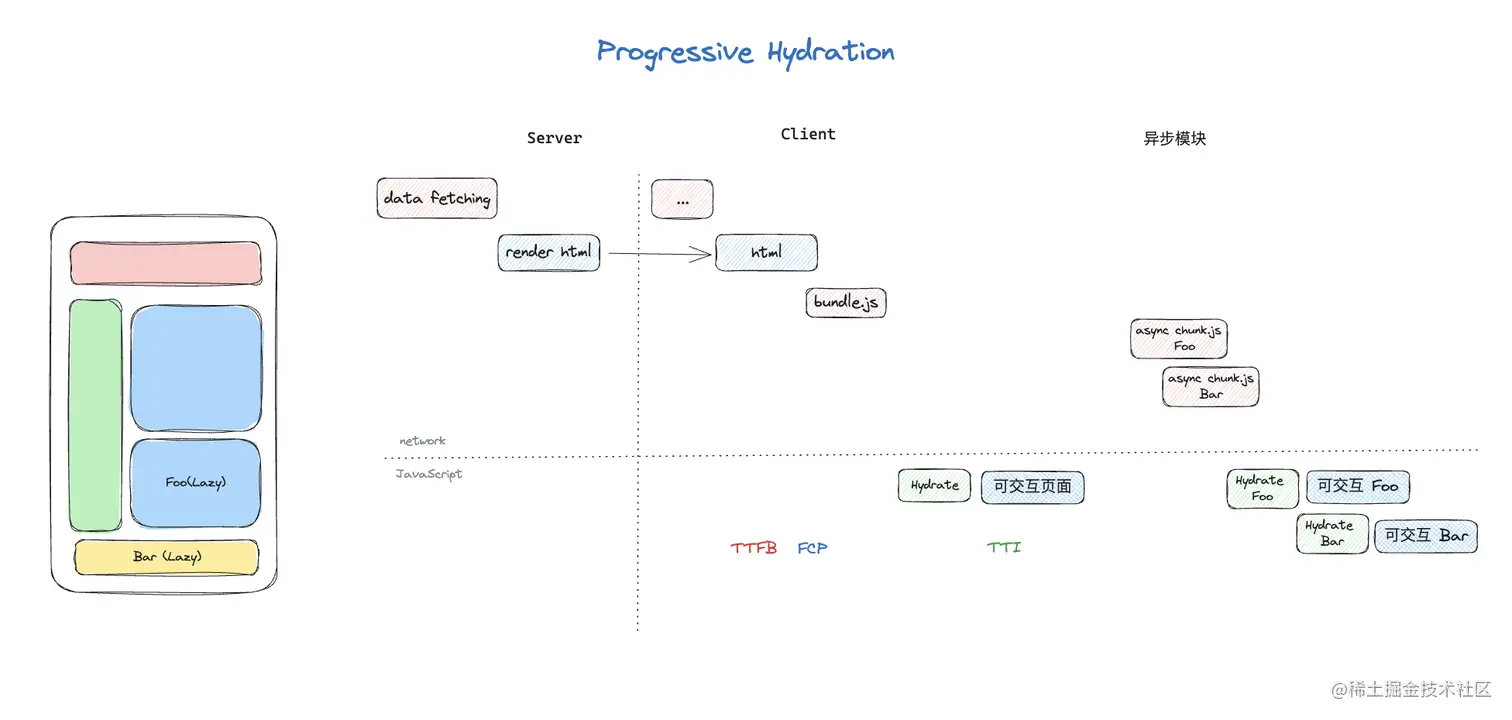 Progressive Hydration
Server
Client
异步模块
data fetching
...
render html
html
bundle.js
async chunk.js
Foo
async chunk.js
Bar
Foo(Lazy)
Bar (Lazy)
network
JavaScript
Hydrate
可交互页面
Hydrate
Foo
可交互 Foo
Hydrate
Bar
可交互 Bar
TTFB
FCP
TTI
@稀土掘金技术社区